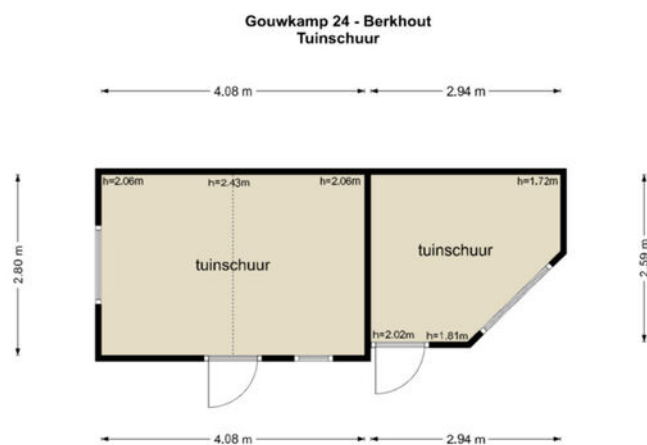 Gouwkamp 24 - Berkhout
Tuinschuur
4.08 m
2.94 m
h=2.06m
h=2.43m
h=2.06m
h=1.72m
2.80 m
tuinschuur
tuinschuur
2.59 m
h=2.02m
h=1.81m
4.08 m
2.94 m